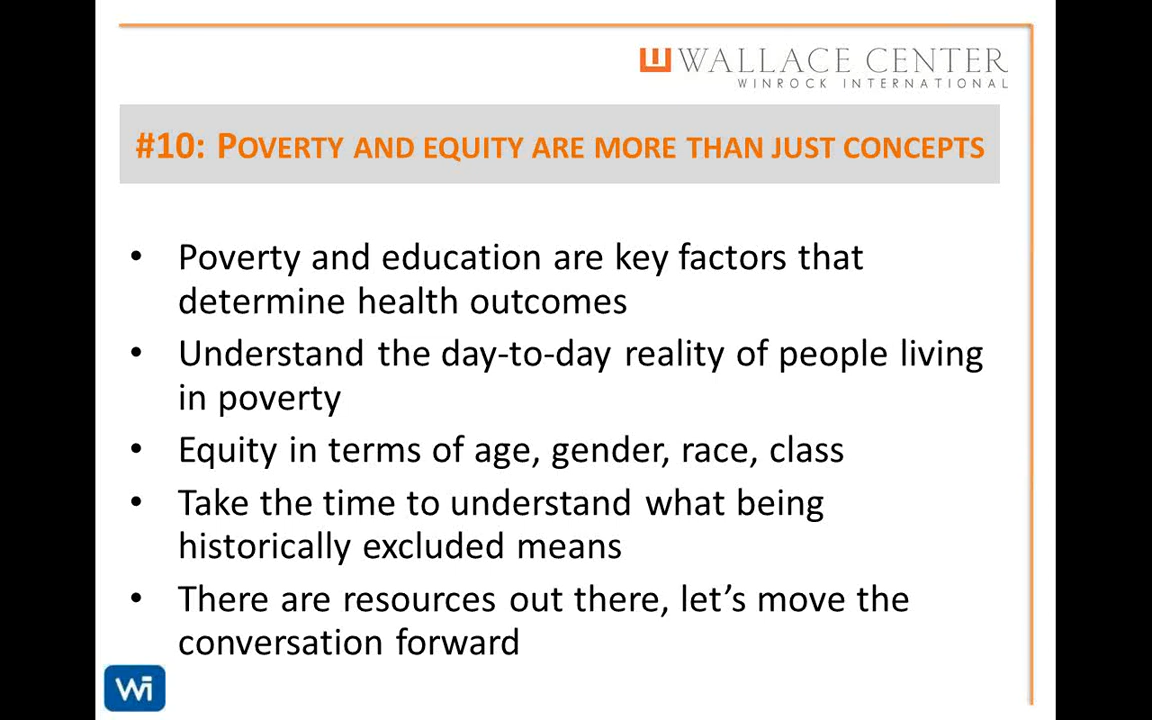 WALLACE CENTER
WINROCK INTERNATIONAL
#10: POVERTY AND EQUITY ARE MORE THAN JUST CONCEPTS
• Poverty and education are key factors that
determine health outcomes
• Understand the day-to-day reality of people living
in poverty
• Equity in terms of age, gender, race, class
• Take the time to understand what being
historically excluded means
• There are resources out there, let’s move the
conversation forward
Wi